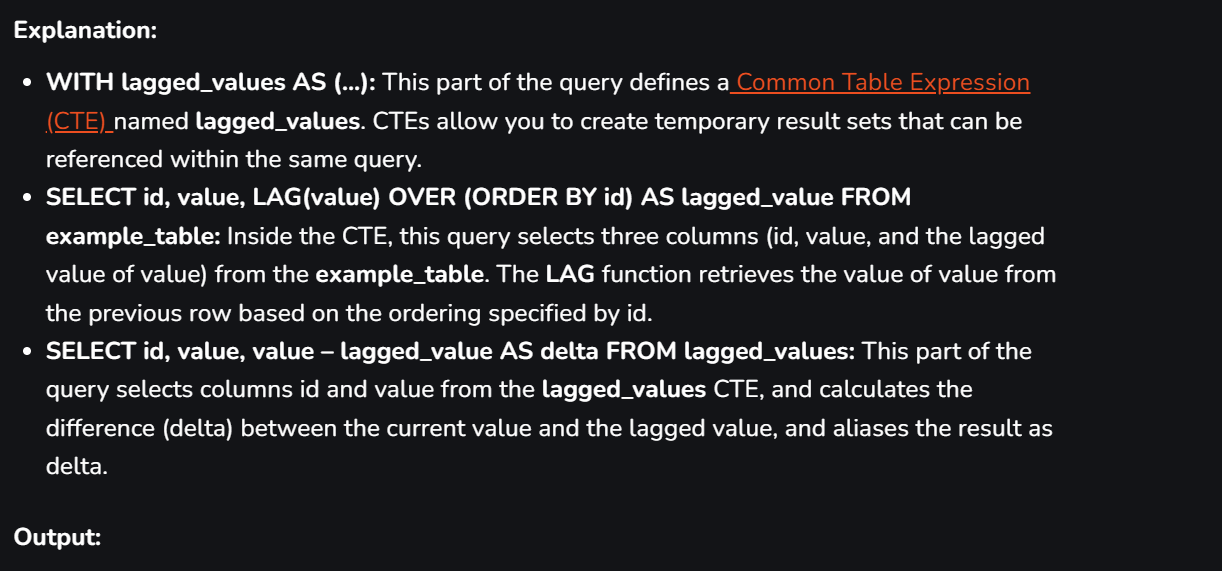 Explanation:
• WITH lagged_values AS (...): This part of the query defines a Common Table Expression
(CTE) named lagged_values. CTEs allow you to create temporary result sets that can be
referenced within the same query.
• SELECT id, value, LAG(value) OVER (ORDER BY id) AS lagged_value FROM
example_table: Inside the CTE, this query selects three columns (id, value, and the lagged
value of value) from the example_table. The LAG function retrieves the value of value from
the previous row based on the ordering specified by id.
• SELECT id, value, value – lagged_value AS delta FROM lagged_values: This part of the
query selects columns id and value from the lagged_values CTE, and calculates the
difference (delta) between the current value and the lagged value, and aliases the result as
delta.
Output: